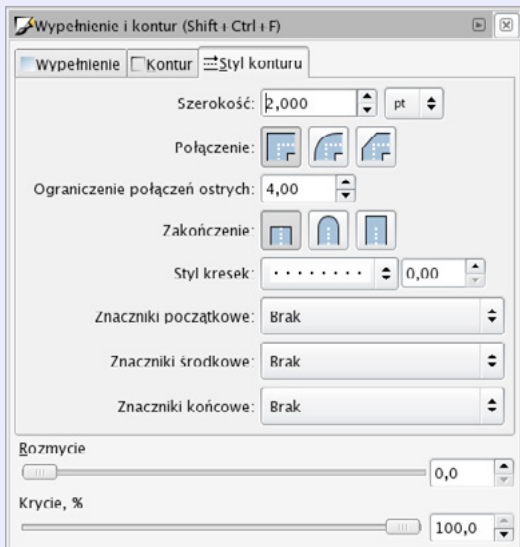 Wypełnienie i kontur (Shift+Ctrl+F)
Wypełnienie Kontur Styl konturu
Szerokość: 2,000 pt
Połączenie:
Ograniczenie połączeń ostrych: 4,00
Zakończenie:
Styl kresek: 0,00
Znaczniki początkowe: Brak
Znaczniki środkowe: Brak
Znaczniki końcowe: Brak
Rozmycie
0,0
Krycie, %
100,0